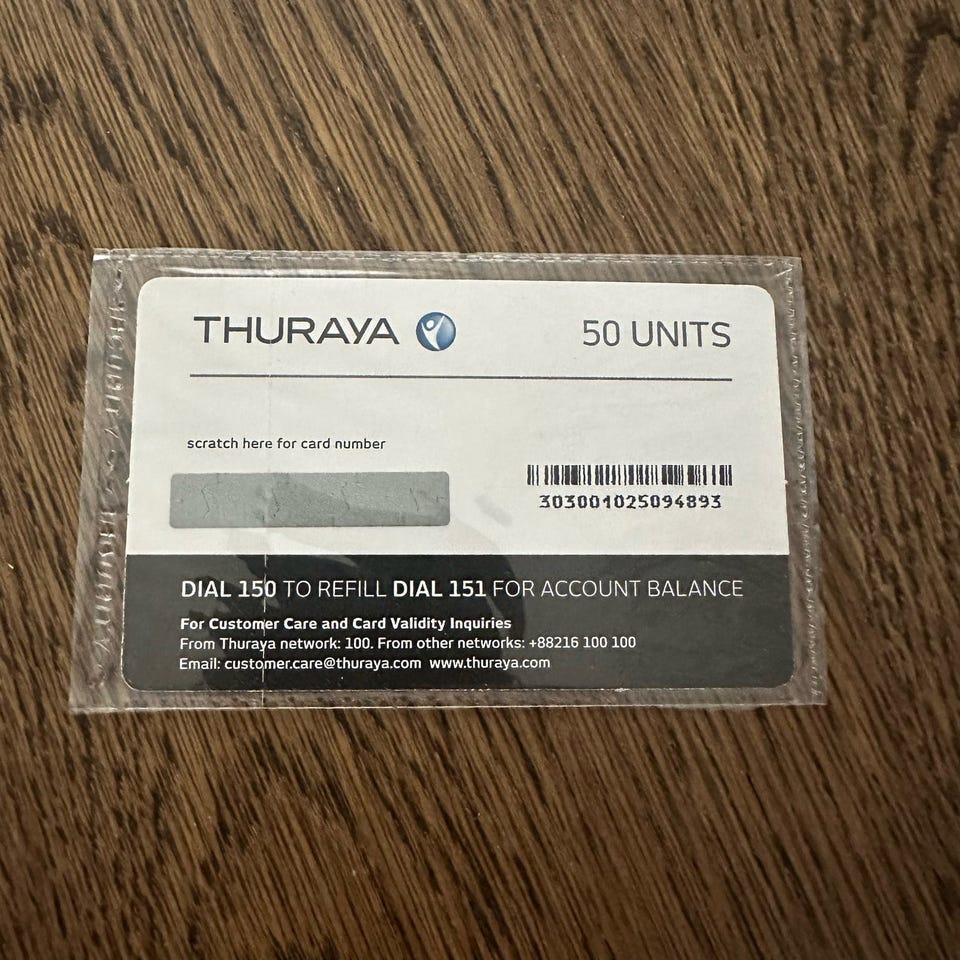 THURAYA
50 UNITS
scratch here for card number
303001025094893
DIAL 150 TO REFILL DIAL 151 FOR ACCOUNT BALANCE
For Customer Care and Card Validity Inquiries
From Thuraya network: 100. From other networks: +88216 100 100
Email: customer.care@thuraya.com www.thuraya.com